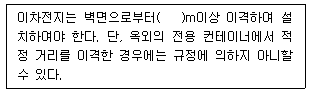 이차전지는 벽면으로부터(    )m이상 이격하여 설
치하여야 한다. 단, 옥외의 전용 컨테이너에서 적
정 거리를 이격한 경우에는 규정에 의하지 아니할
수 있다.